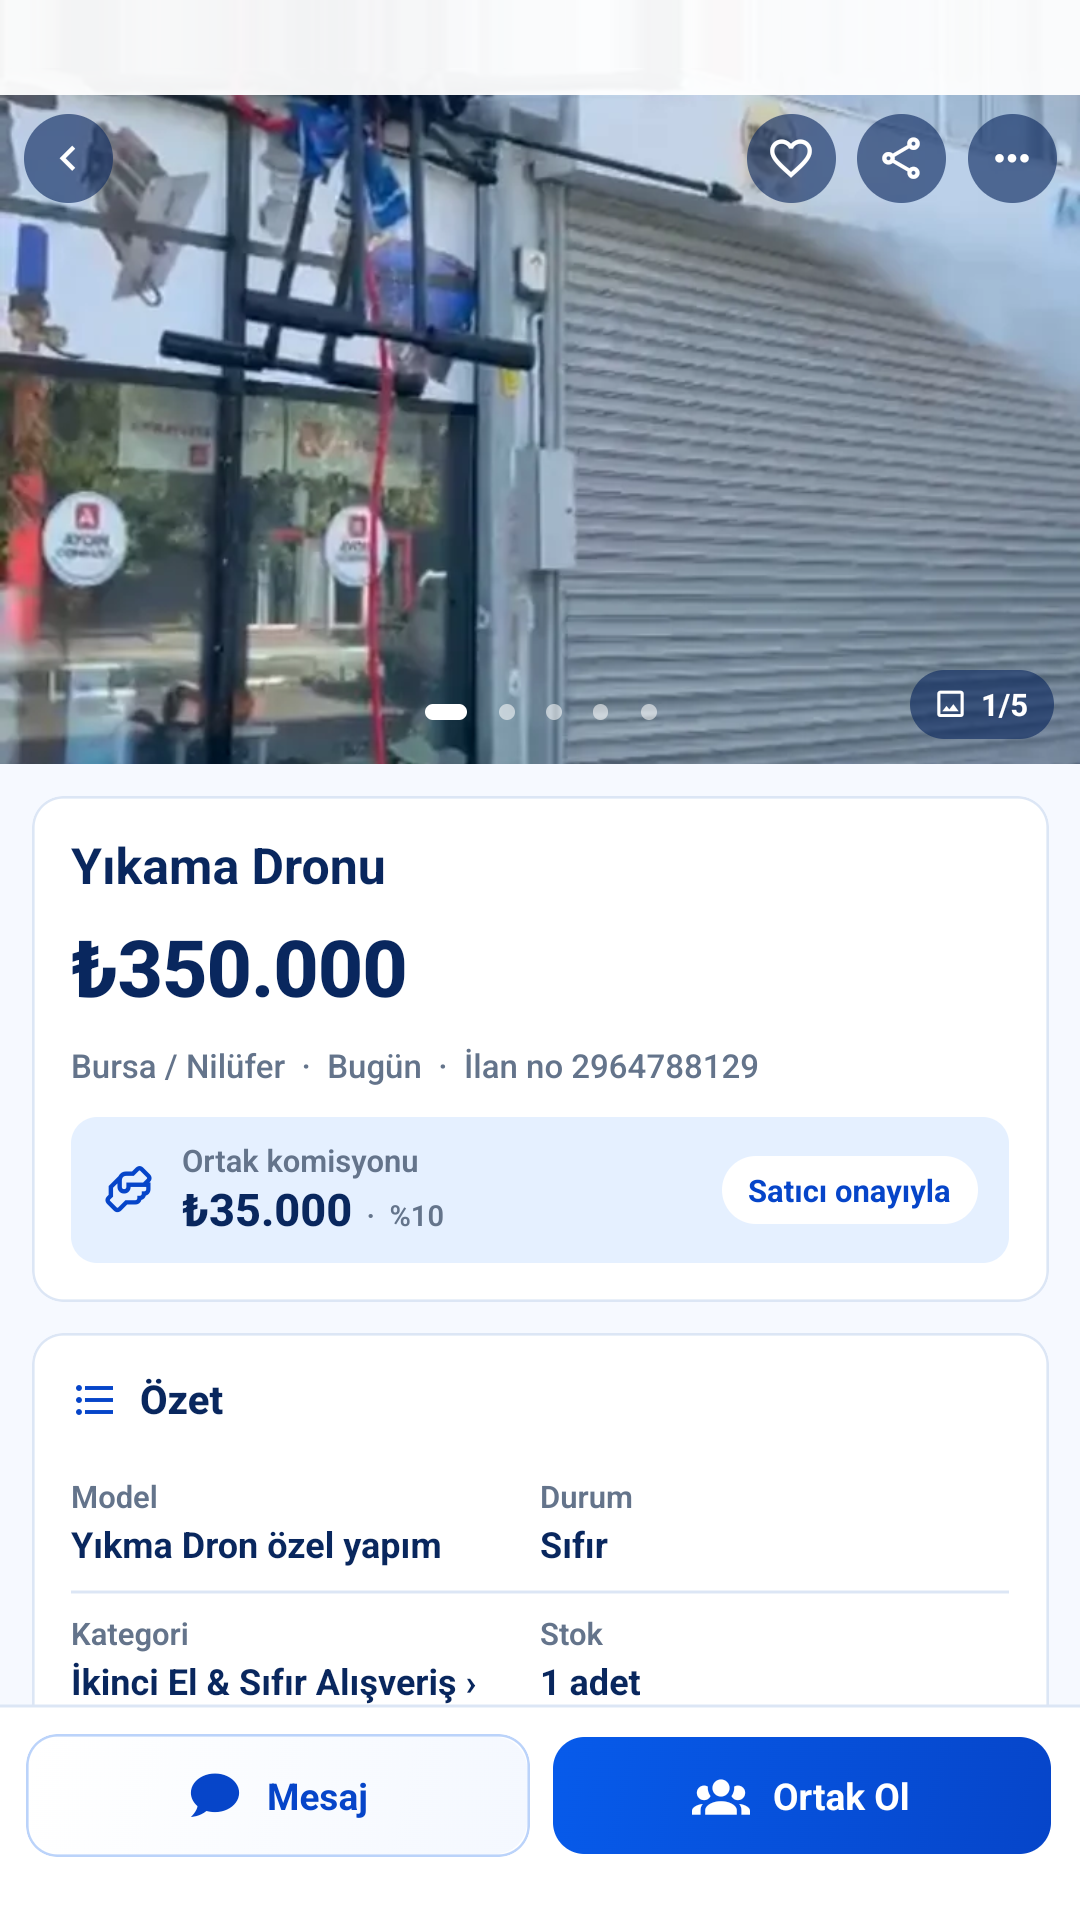 1/5
Yıkama Dronu
₺350.000
Bursa / Nilüfer · Bugün · İlan no 2964788129
Ortak komisyonu
₺35.000 · %10
Satıcı onayıyla
Özet
Model
Durum
Yıkma Dron özel yapım
Sıfır
Kategori
Stok
İkinci El & Sıfır Alışveriş ›
1 adet
Mesaj
Ortak Ol